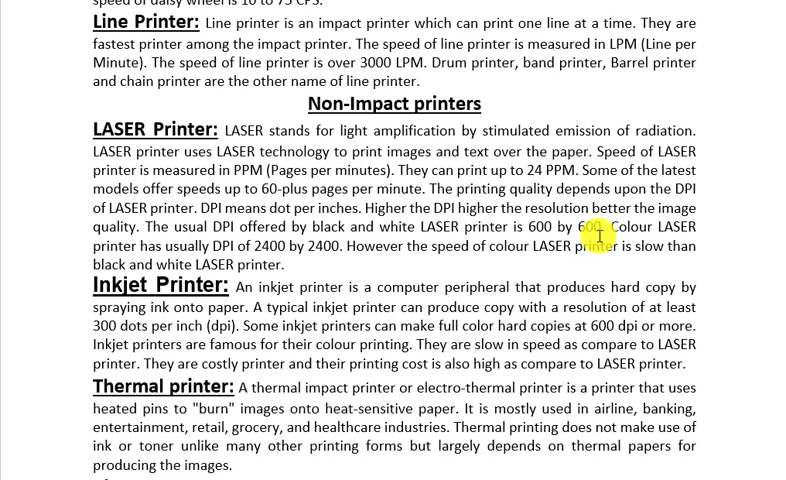 speed of daisy wheel is 10 to 75 CPS.
Line Printer: Line printer is an impact printer which can print one line at a time. They are
fastest printer among the impact printer. The speed of line printer is measured in LPM (Line per
Minute). The speed of line printer is over 3000 LPM. Drum printer, band printer, Barrel printer
and chain printer are the other name of line printer.
Non-Impact printers
LASER Printer: LASER stands for light amplification by stimulated emission of radiation.
LASER printer uses LASER technology to print images and text over the paper. Speed of LASER
printer is measured in PPM (Pages per minutes). They can print up to 24 PPM. Some of the latest
models offer speeds up to 60-plus pages per minute. The printing quality depends upon the DPI
of LASER printer. DPI means dot per inches. Higher the DPI higher the resolution better the image
quality. The usual DPI offered by black and white LASER printer is 600 by 600. Colour LASER
printer has usually DPI of 2400 by 2400. However the speed of colour LASER printer is slow than
black and white LASER printer.
Inkjet Printer: An inkjet printer is a computer peripheral that produces hard copy by
spraying ink onto paper. A typical inkjet printer can produce copy with a resolution of at least
300 dots per inch (dpi). Some inkjet printers can make full color hard copies at 600 dpi or more.
Inkjet printers are famous for their colour printing. They are slow in speed as compare to LASER
printer. They are costly printer and their printing cost is also high as compare to LASER printer.
Thermal printer: A thermal impact printer or electro-thermal printer is a printer that uses
heated pins to "burn" images onto heat-sensitive paper. It is mostly used in airline, banking,
entertainment, retail, grocery, and healthcare industries. Thermal printing does not make use of
ink or toner unlike many other printing forms but largely depends on thermal papers for
producing the images.